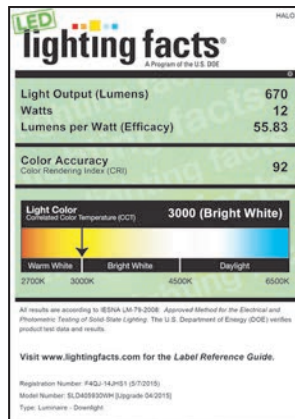 HALO
LED
lighting facts®
A Program of the U.S. DOE
Light Output (Lumens) 670
Watts 12
Lumens per Watt (Efficacy) 55.83
Color Accuracy 92
Color Rendering Index (CRI)
Light Color 3000 (Bright White)
Correlated Color Temperature (CCT)
Warm White Bright White Daylight
2700K 3000K 4500K 6500K
All results are according to IESNA LM-79-2008: Approved Method for the Electrical and
Photometric Testing of Solid-State Lighting. The U.S. Department of Energy (DOE) verifies
product test data and results.
Visit www.lightingfacts.com for the Label Reference Guide.
Registration Number: F4QJ-14JHS1 (5/7/2015)
Model Number: SLD405930WH [Upgrade 04/2015]
Type: Luminaire - Downlight